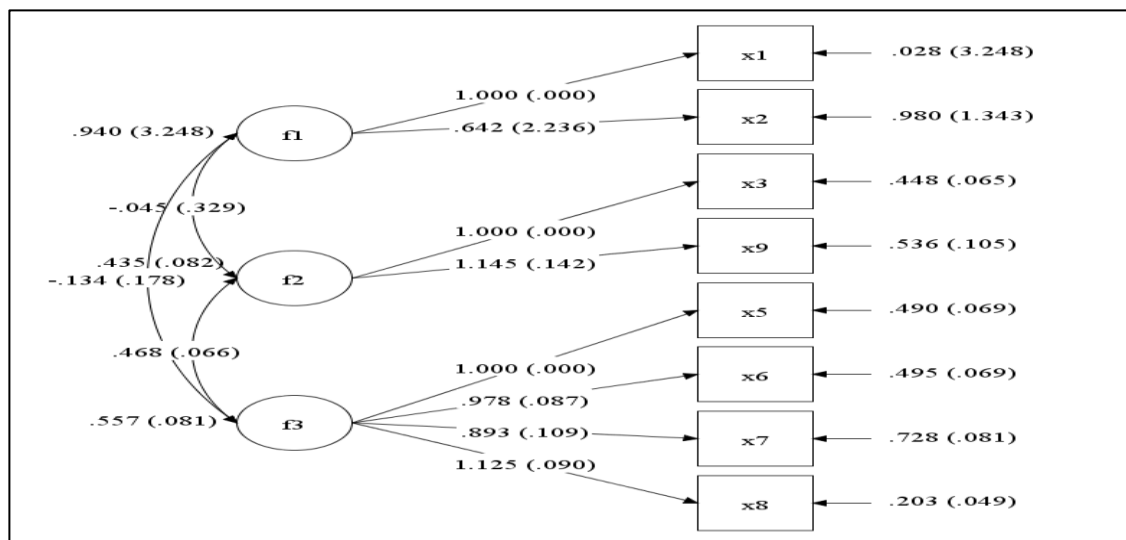 x1
.028 (3.248)
1.000 (.000)
x2
.980 (1.343)
.940 (3.248)
f1
.642 (2.236)
x3
.448 (.065)
-.045 (.329)
1.000 (.000)
x9
.536 (.105)
.435 (.082)
f2
1.145 (.142)
-.134 (.178)
x5
.490 (.069)
.468 (.066)
1.000 (.000)
x6
.495 (.069)
.978 (.087)
.557 (.081)
f3
.893 (.109)
x7
.728 (.081)
1.125 (.090)
x8
.203 (.049)